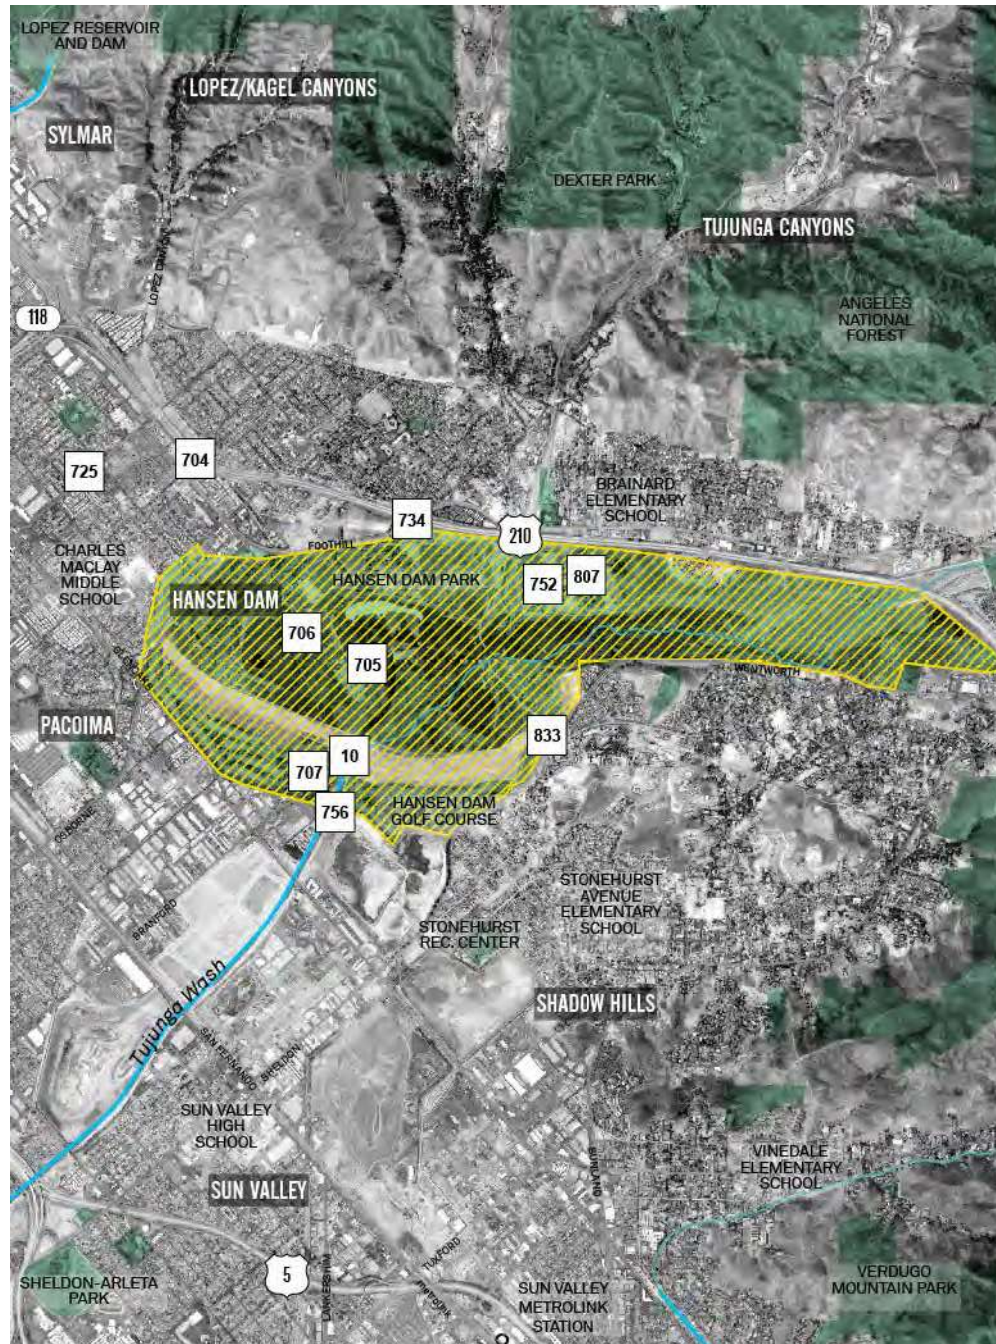 LOPEZ RESERVOIR
AND DAM
LOPEZ/KAGEL CANYONS
SYLMAR
DEXTER PARK
TUJUNGA CANYONS
LOPEZ CANYON
ANGELES
NATIONAL
FOREST
118
704
725
BRAINARD
ELEMENTARY
SCHOOL
734
210
FOOTHILL
CHARLES
MACLAY
MIDDLE
SCHOOL
HANSEN DAM PARK
752
807
HANSEN DAM
706
705
WENTWORTH
PACOIMA
833
10
707
756
HANSEN DAM
GOLF COURSE
OSBORNE
STONEHURST
AVENUE
ELEMENTARY
SCHOOL
BRANFORD
STONEHURST
REC. CENTER
Tujunga Wash
SHADOW HILLS
SAN FERNANDO
SHELDON
SUN VALLEY
HIGH
SCHOOL
VINEDALE
ELEMENTARY
SCHOOL
SUNLAND
SUN VALLEY
TUXFORD
5
LANKERSHIM
metrolink
SHELDON-ARLETA
PARK
SUN VALLEY
METROLINK
STATION
VERDUGO
MOUNTAIN PARK